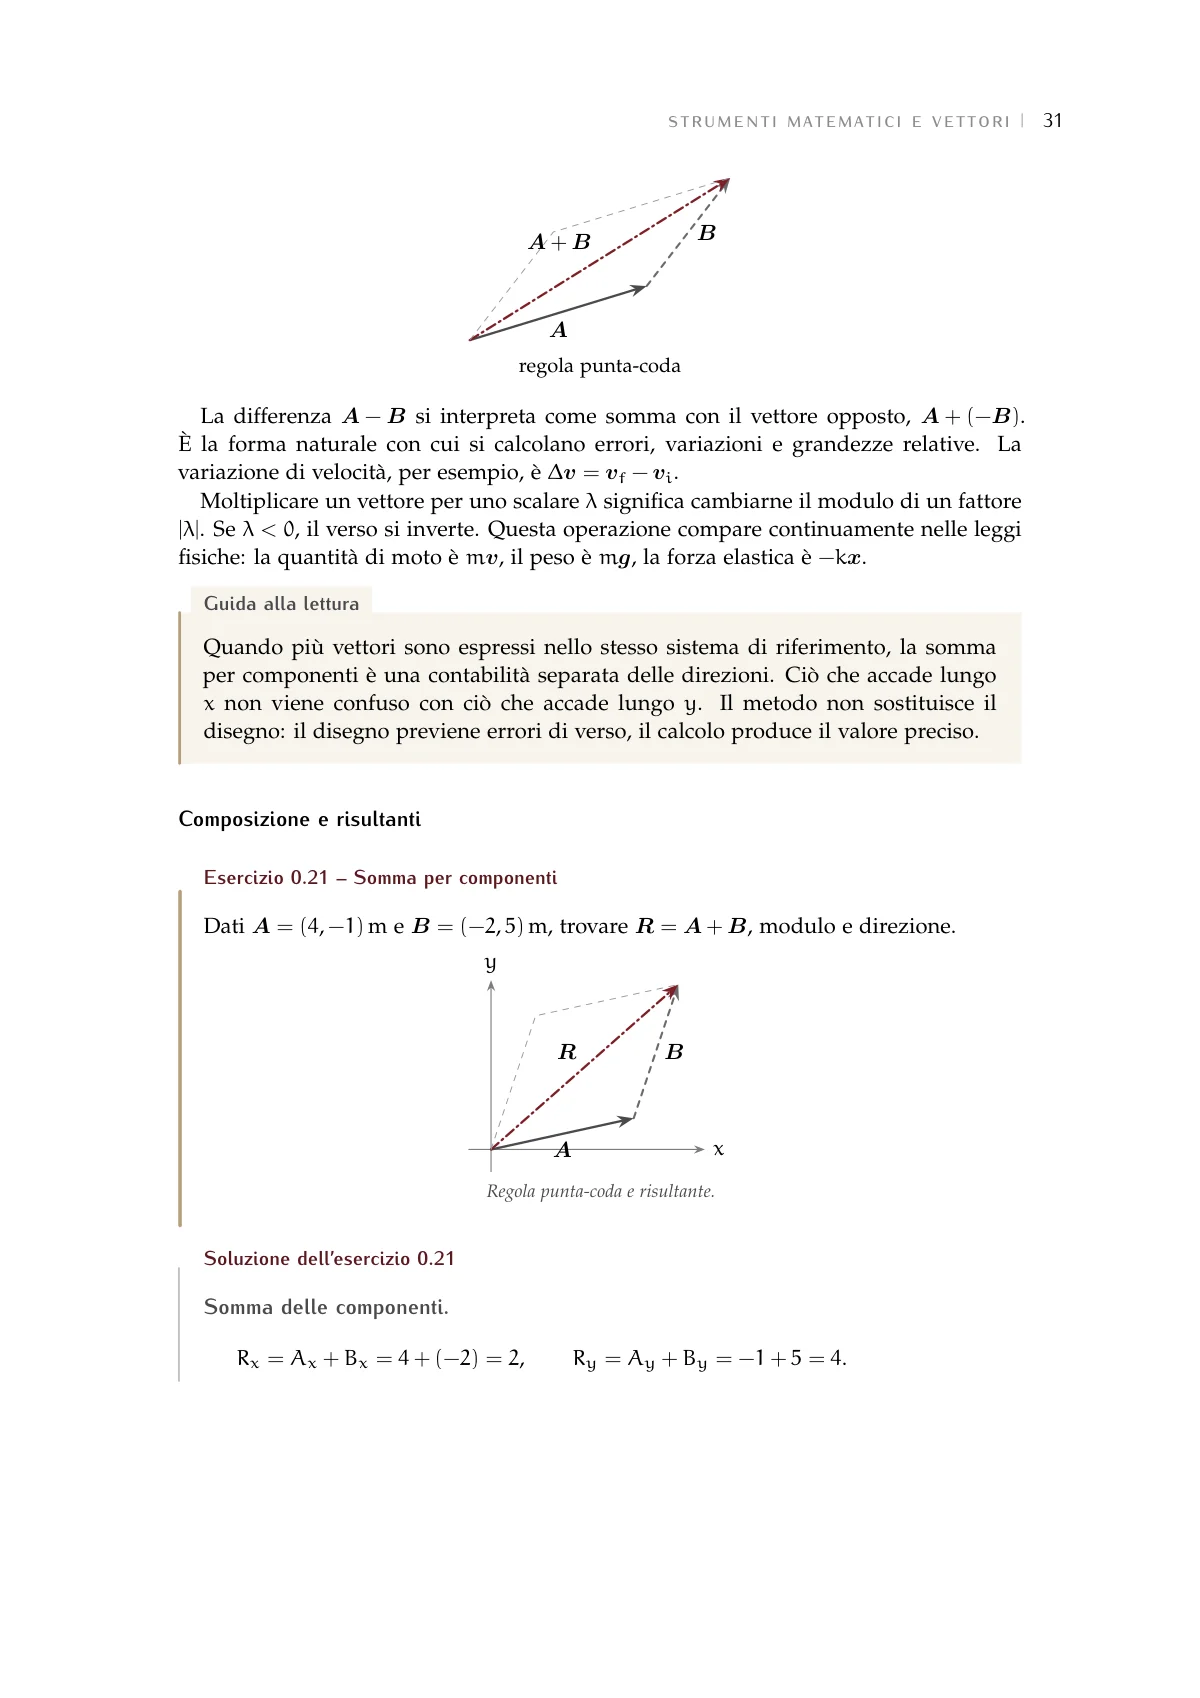 STRUMENTI MATEMATICI E VETTORI | 31
A + B
B
A
regola punta-coda
La differenza A − B si interpreta come somma con il vettore opposto, A + (−B).
È la forma naturale con cui si calcolano errori, variazioni e grandezze relative. La
variazione di velocità, per esempio, è Δv = v_f − v_i.
Moltiplicare un vettore per uno scalare λ significa cambiarne il modulo di un fattore
|λ|. Se λ < 0, il verso si inverte. Questa operazione compare continuamente nelle leggi
fisiche: la quantità di moto è mv, il peso è mg, la forza elastica è −kx.
Guida alla lettura
Quando più vettori sono espressi nello stesso sistema di riferimento, la somma
per componenti è una contabilità separata delle direzioni. Ciò che accade lungo
x non viene confuso con ciò che accade lungo y. Il metodo non sostituisce il
disegno: il disegno previene errori di verso, il calcolo produce il valore preciso.
Composizione e risultanti
Esercizio 0.21 – Somma per componenti
Dati A = (4, −1) m e B = (−2, 5) m, trovare R = A + B, modulo e direzione.
y
R
B
A
x
Regola punta-coda e risultante.
Soluzione dell'esercizio 0.21
Somma delle componenti.
R_x = A_x + B_x = 4 + (−2) = 2, R_y = A_y + B_y = −1 + 5 = 4.